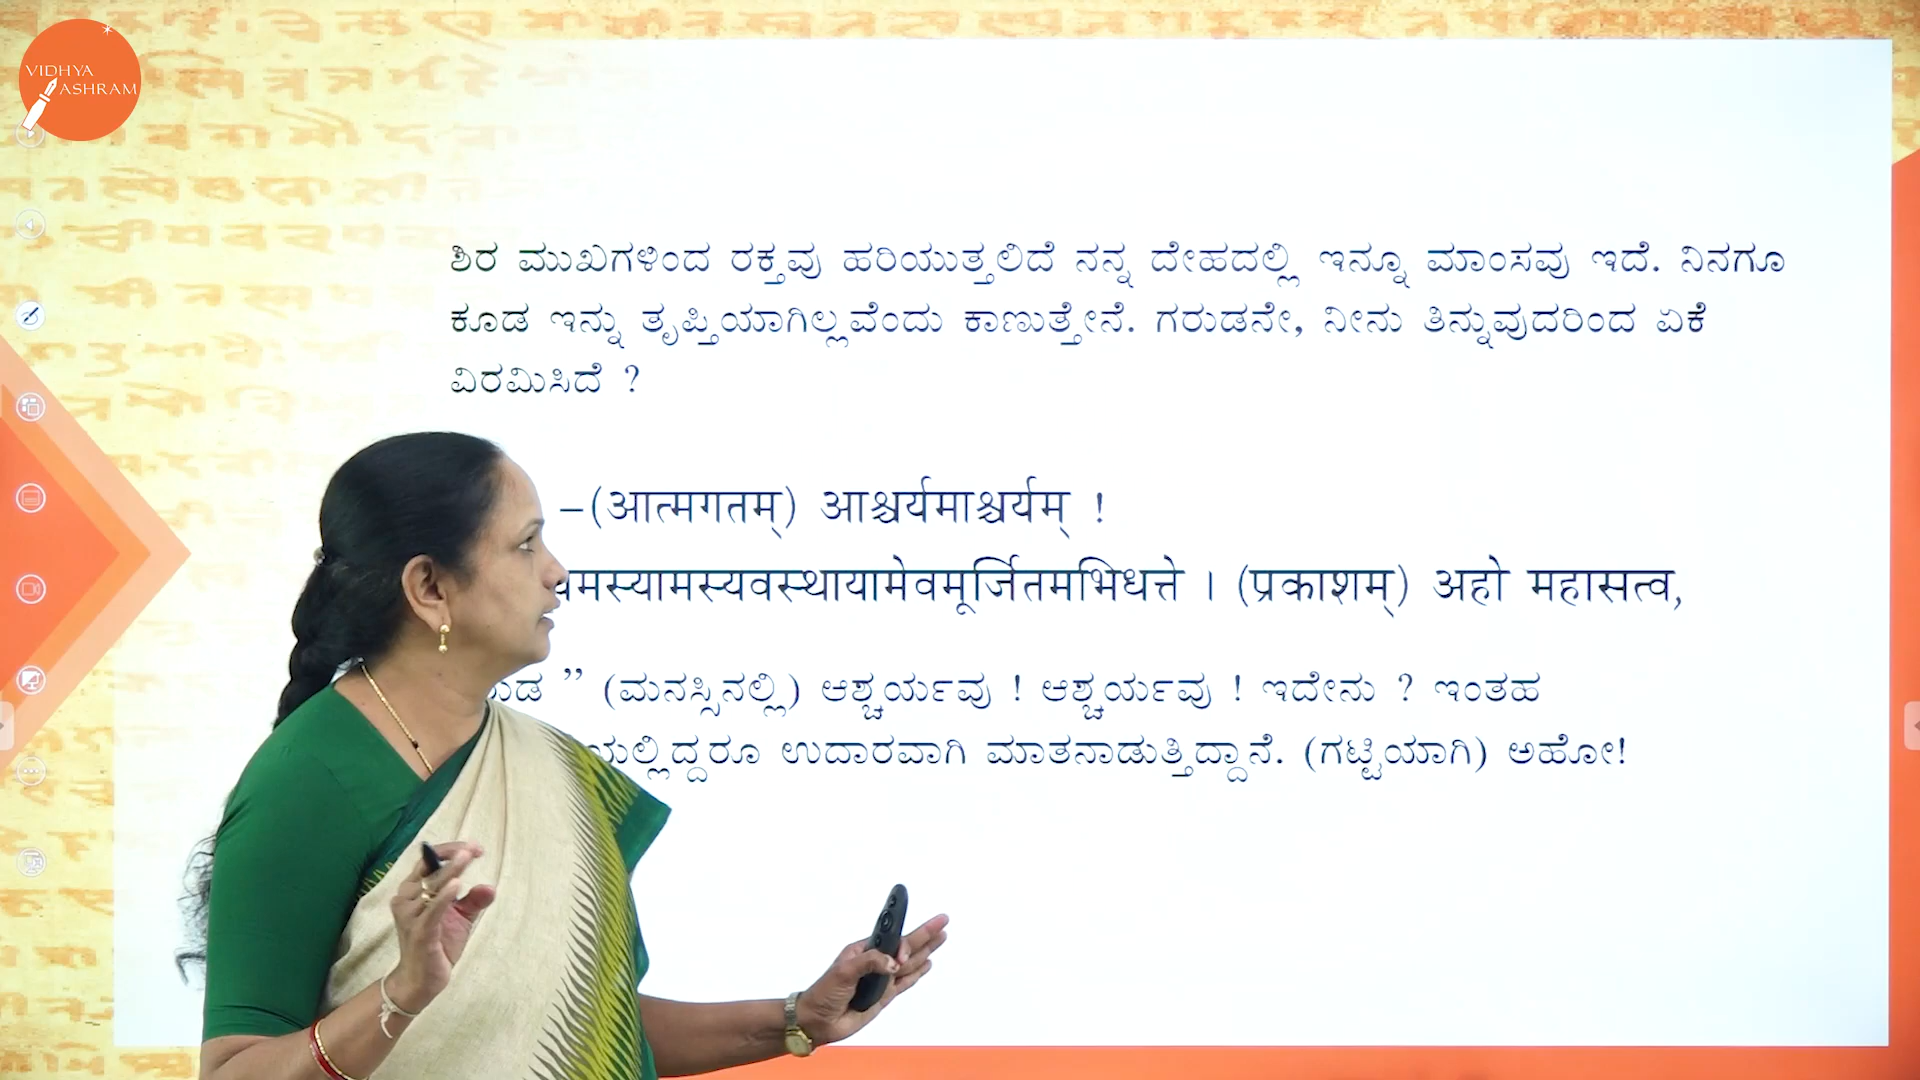 VIDHYA
ASHRAM
ಶಿರ ಮುಖಗಳಿಂದ ರಕ್ತವು ಹರಿಯುತ್ತಲಿದೆ ನನ್ನ ದೇಹದಲ್ಲಿ ಇನ್ನೂ ಮಾಂಸವು ಇದೆ. ನಿನಗೂ
ಕೂಡ ಇನ್ನು ತೃಪ್ತಿಯಾಗಿಲ್ಲವೆಂದು ಕಾಣುತ್ತೇನೆ. ಗರುಡನೇ, ನೀನು ತಿನ್ನುವುದರಿಂದ ಏಕೆ
ವಿರಮಿಸಿದೆ ?
–(आत्मगतम्) आश्चर्यमाश्चर्यम् !
मस्यामस्यवस्थायामेवमूर्जितमभिधत्ते । (प्रकाशम्) अहो महासत्व,
” (ಮನಸ್ಸಿನಲ್ಲಿ) ಆಶ್ಚರ್ಯವು ! ಆಶ್ಚರ್ಯವು ! ಇದೇನು ? ಇಂತಹ
ಯಲ್ಲಿದ್ದರೂ ಉದಾರವಾಗಿ ಮಾತನಾಡುತ್ತಿದ್ದಾನೆ. (ಗಟ್ಟಿಯಾಗಿ) ಅಹೋ!